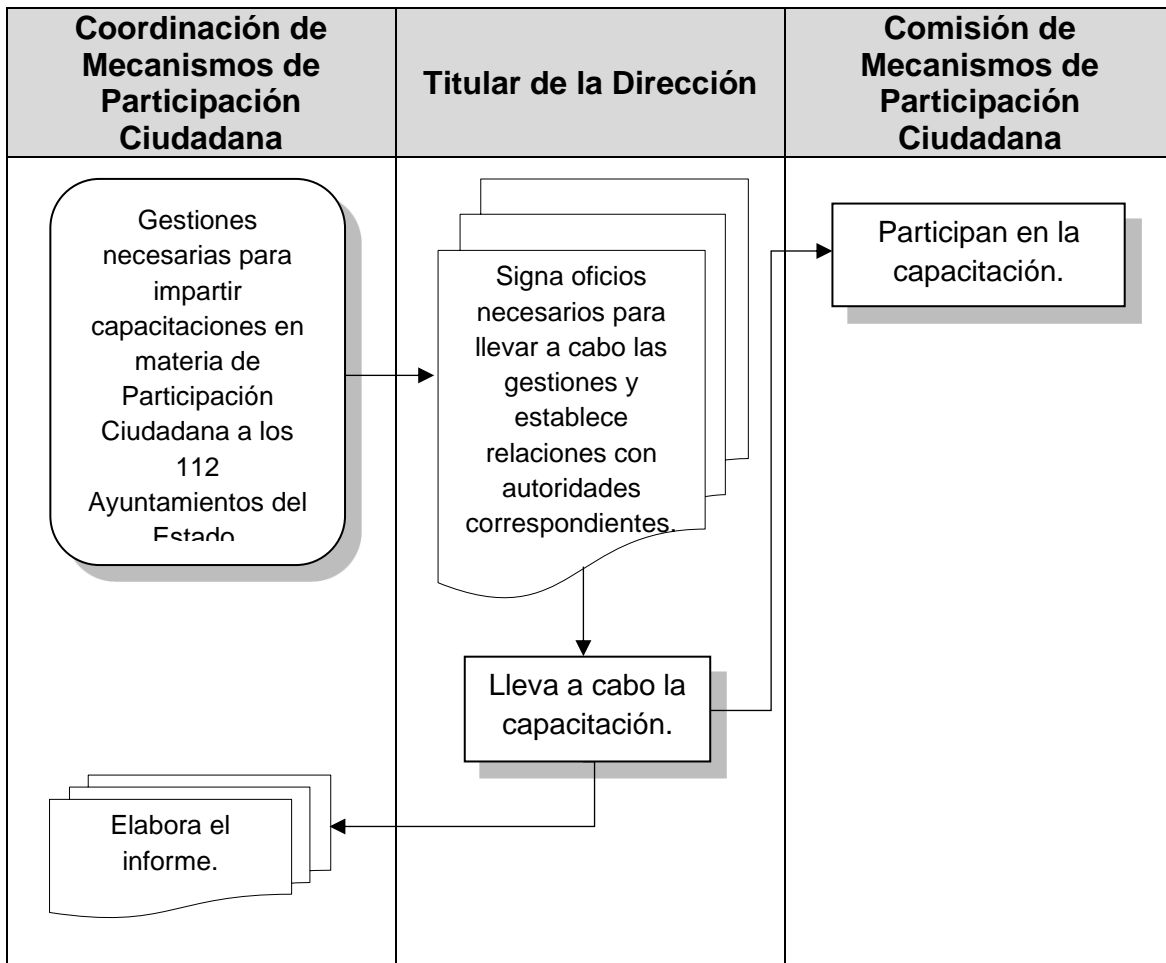 Coordinación de
Mecanismos de
Participación
Ciudadana
Titular de la Dirección
Comisión de
Mecanismos de
Participación
Ciudadana
Gestiones
necesarias para
impartir
capacitaciones en
materia de
Participación
Ciudadana a los
112
Ayuntamientos del
Estado
Signa oficios
necesarios para
llevar a cabo las
gestiones y
establece
relaciones con
autoridades
correspondientes.
Participan en la
capacitación.
Lleva a cabo la
capacitación.
Elabora el
informe.